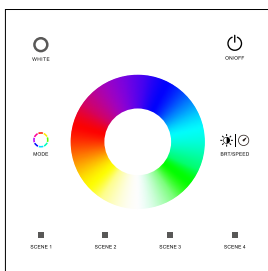 WHITE
ON/OFF
MODE
BRT/SPEED
SCENE 1
SCENE 2
SCENE 3
SCENE 4